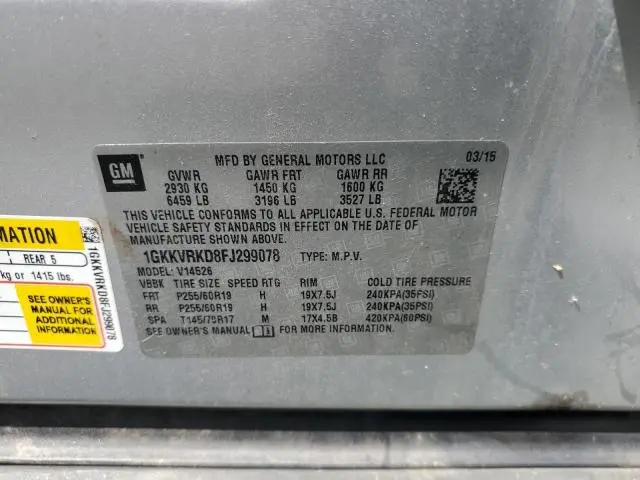 GM
MFD BY GENERAL MOTORS LLC
03/15
GVWR GAWR FRT GAWR RR
2930 KG 1450 KG 1600 KG
6459 LB 3196 LB 3527 LB
THIS VEHICLE CONFORMS TO ALL APPLICABLE U.S. FEDERAL MOTOR
VEHICLE SAFETY STANDARDS IN EFFECT ON THE DATE OF
MANUFACTURE SHOWN ABOVE.
1GKKVRKD8FJ299078 TYPE: M.P.V.
MODEL: V14526
VBBK TIRE SIZE SPEED RTG RIM COLD TIRE PRESSURE
FRT P255/60R19 H 19X7.5J 240KPA(35PSI)
RR P255/60R19 H 19X7.5J 240KPA(35PSI)
SPA T145/70R17 M 17X4.5B 420KPA(60PSI)
SEE OWNER'S MANUAL FOR MORE INFORMATION.
MATION
REAR 5
kg or 1415 lbs.
SEE OWNER'S
MANUAL FOR
ADDITIONAL
INFORMATION
1GKKVRKD8FJ299078